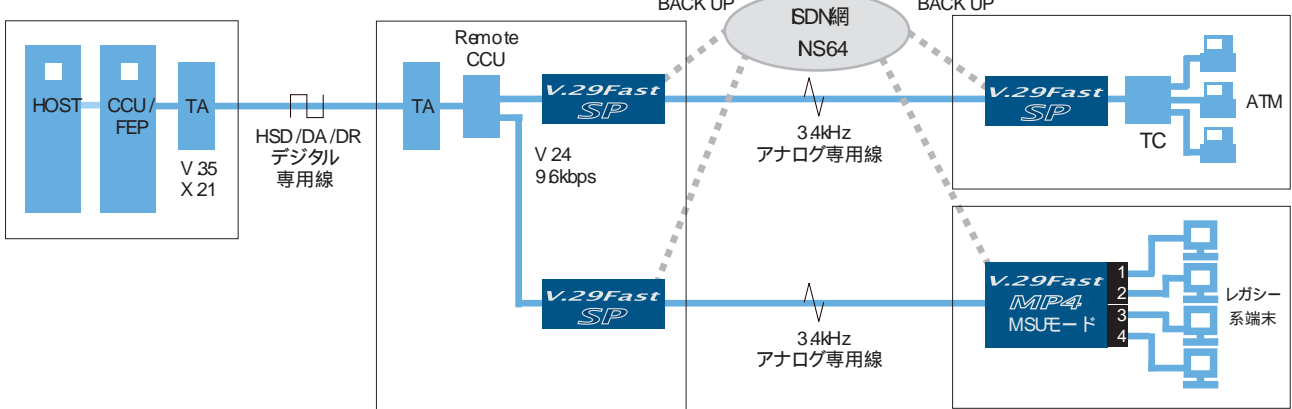 BACK UP
BACK UP
ISDN網
NS64
HOST
CCU /
FEP
TA
V.35
X.21
HSD /DA /DR
デジタル
専用線
TA
Remote
CCU
V.24
9.6kbps
V.29Fast
SP
3.4kHz
アナログ専用線
V.29Fast
SP
TC
ATM
V.29Fast
SP
3.4kHz
アナログ専用線
V.29Fast
MP4
MSUモード
1
2
3
4
レガシー
系端末